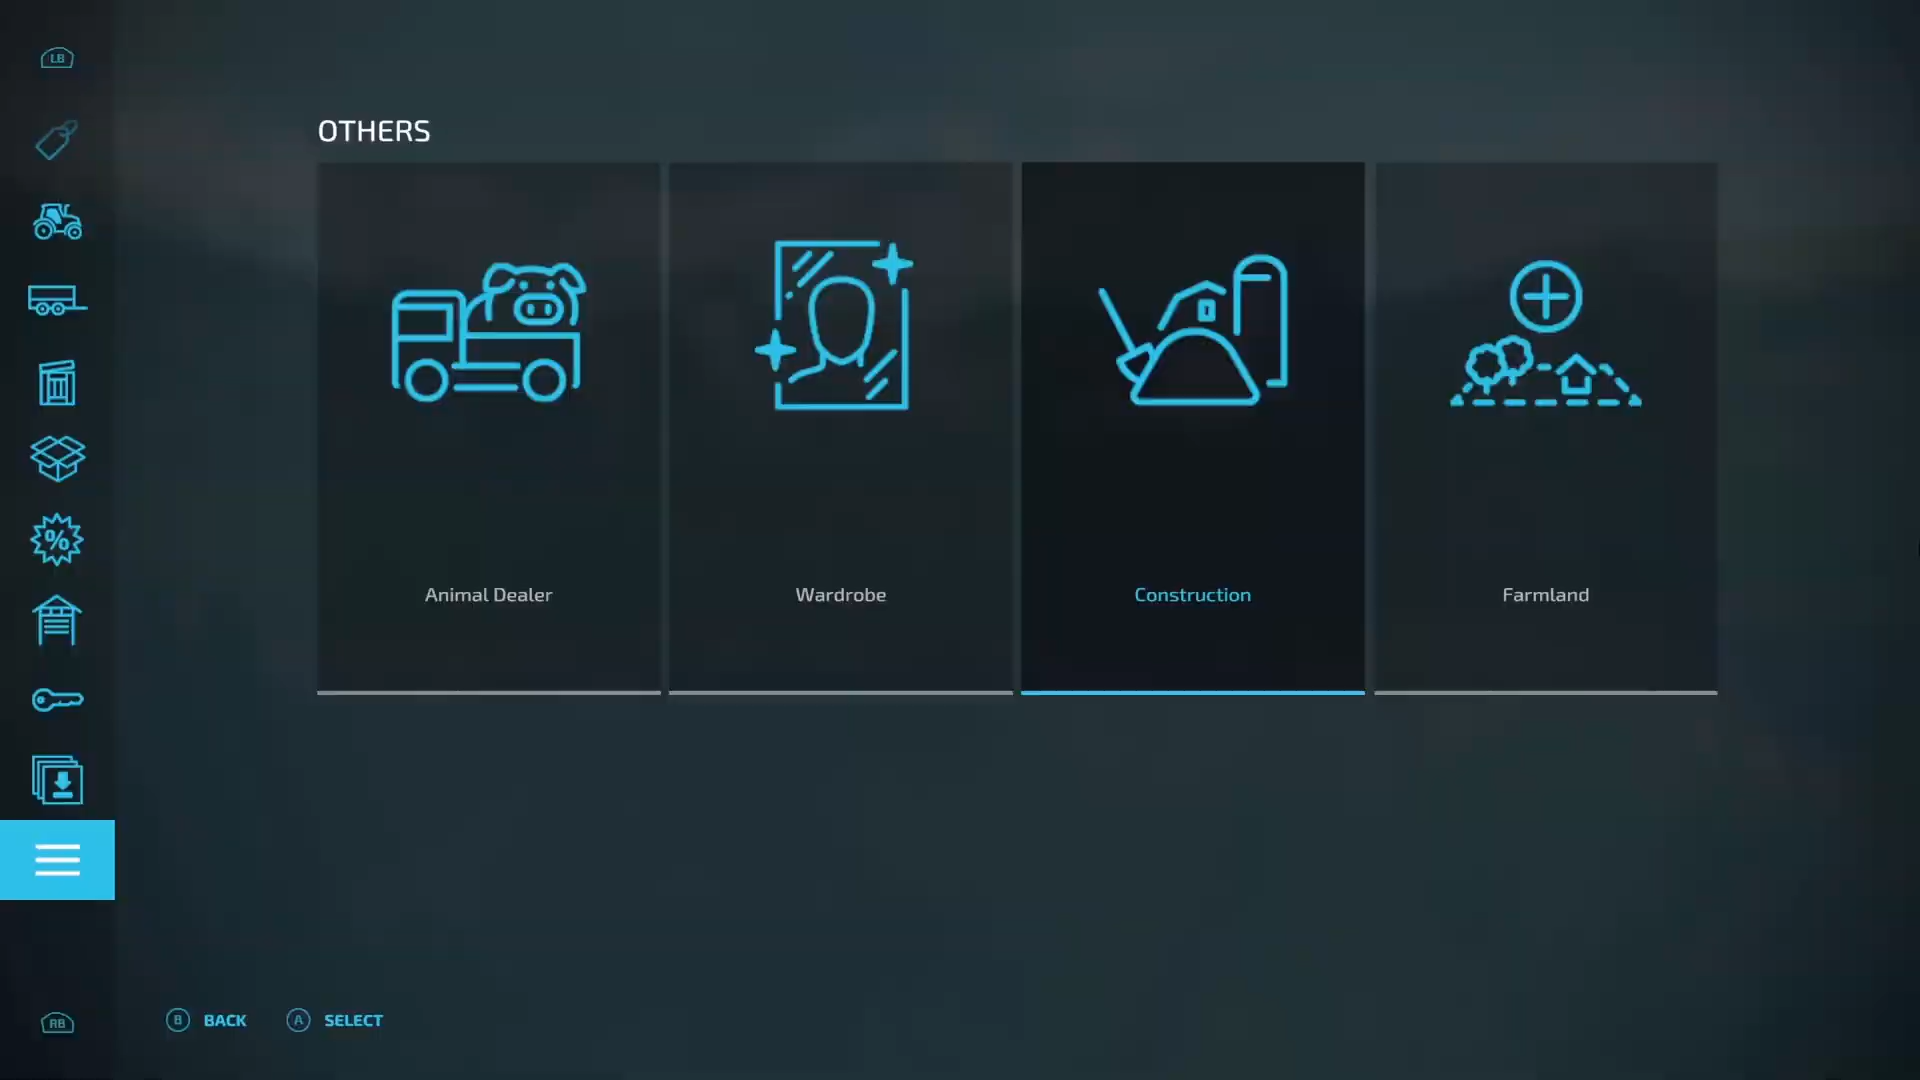 LB
OTHERS
%
Animal Dealer
Wardrobe
Construction
Farmland
RB
B BACK A SELECT